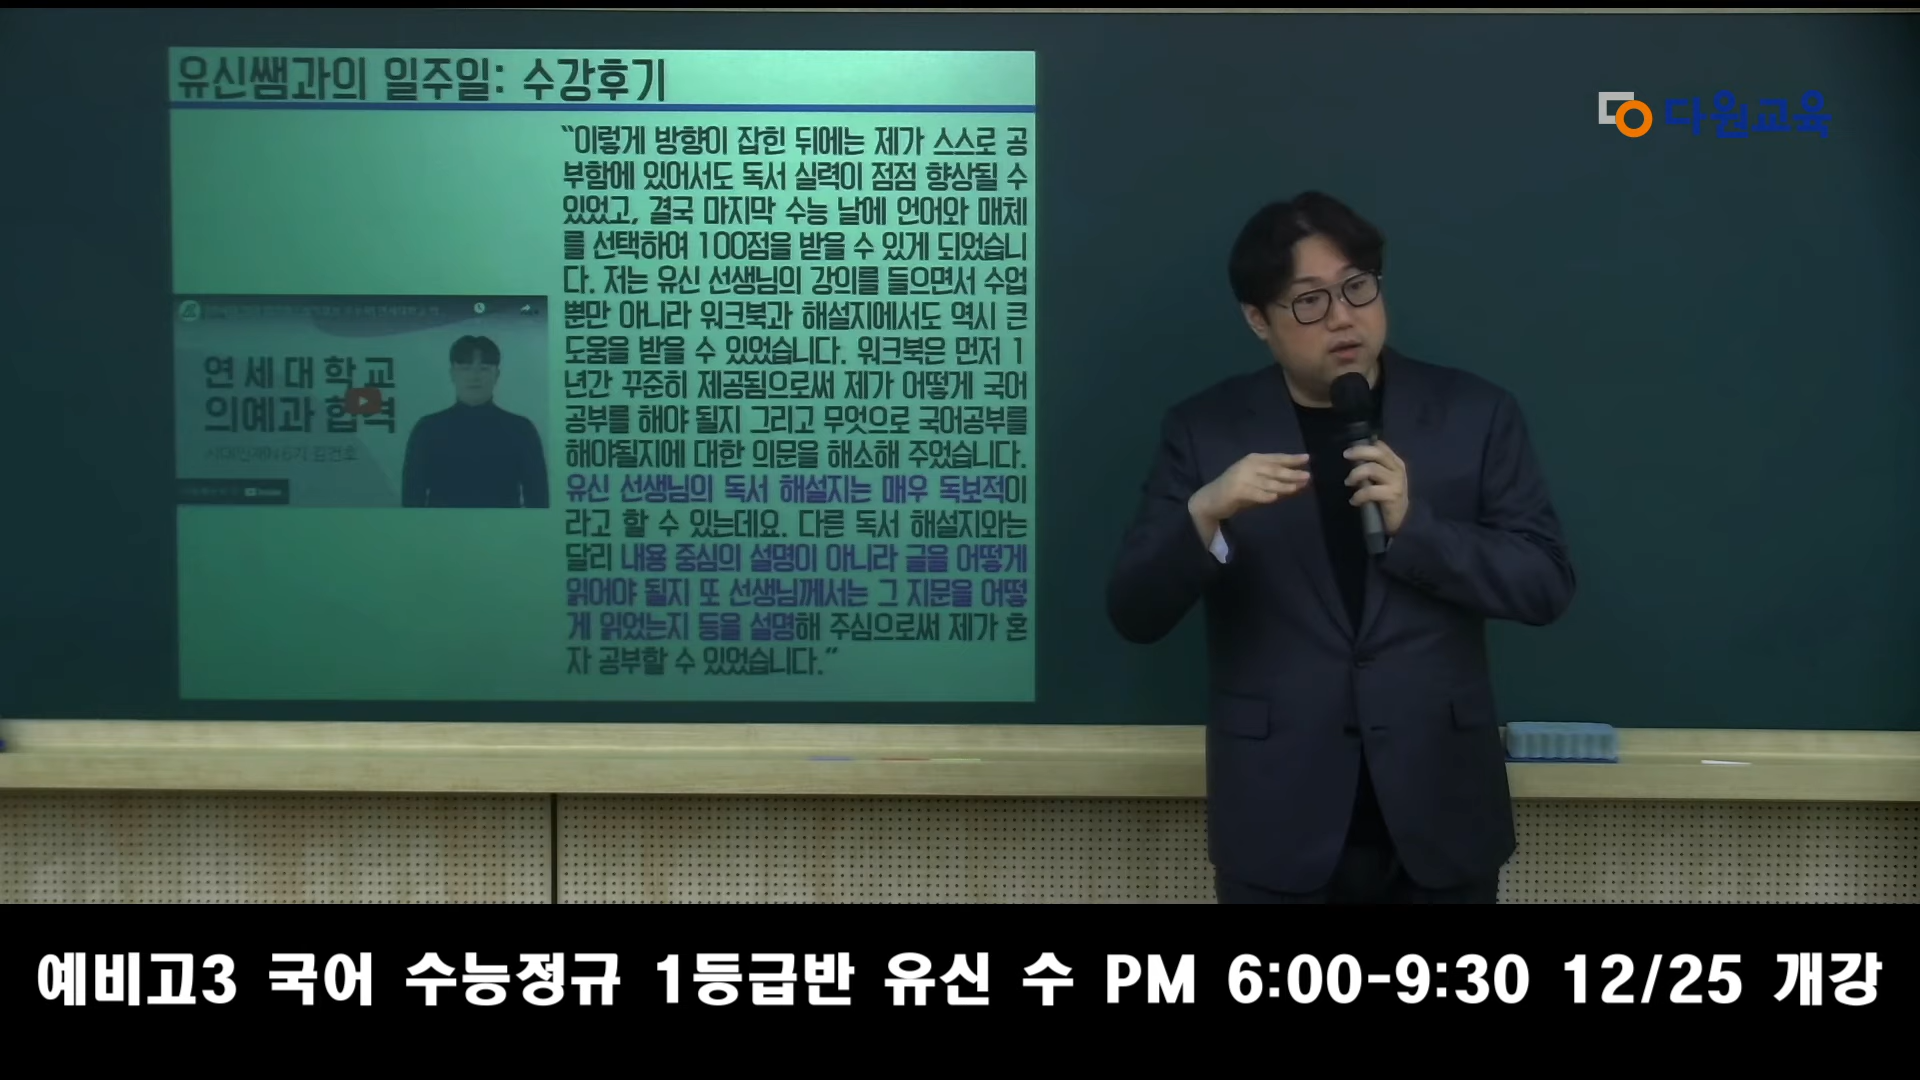 유신쌤과의 일주일: 수강후기
다원교육
“이렇게 방향이 잡힌 뒤에는 제가 스스로 공
부함에 있어서도 독서 실력이 점점 향상될 수
있었고, 결국 마지막 수능 날에 언어와 매체
를 선택하여 100점을 받을 수 있게 되었습니
다. 저는 유신 선생님의 강의를 들으면서 수업
뿐만 아니라 워크북과 해설지에서도 역시 큰
도움을 받을 수 있었습니다. 워크북은 먼저 1
년간 꾸준히 제공됨으로써 제가 어떻게 국어
공부를 해야 될지 그리고 무엇으로 국어공부를
해야될지에 대한 의문을 해소해 주었습니다.
유신 선생님의 독서 해설지는 매우 독보적이
라고 할 수 있는데요. 다른 독서 해설지와는
달리 내용 중심의 설명이 아니라 글을 어떻게
읽어야 될지 또 선생님께서는 그 지문을 어떻
게 읽었는지 등을 설명해 주심으로써 제가 혼
자 공부할 수 있었습니다.”
연세대학교
의예과 합격
시대인재N 6기 김건호
예비고3 국어 수능정규 1등급반 유신 수 PM 6:00-9:30 12/25 개강